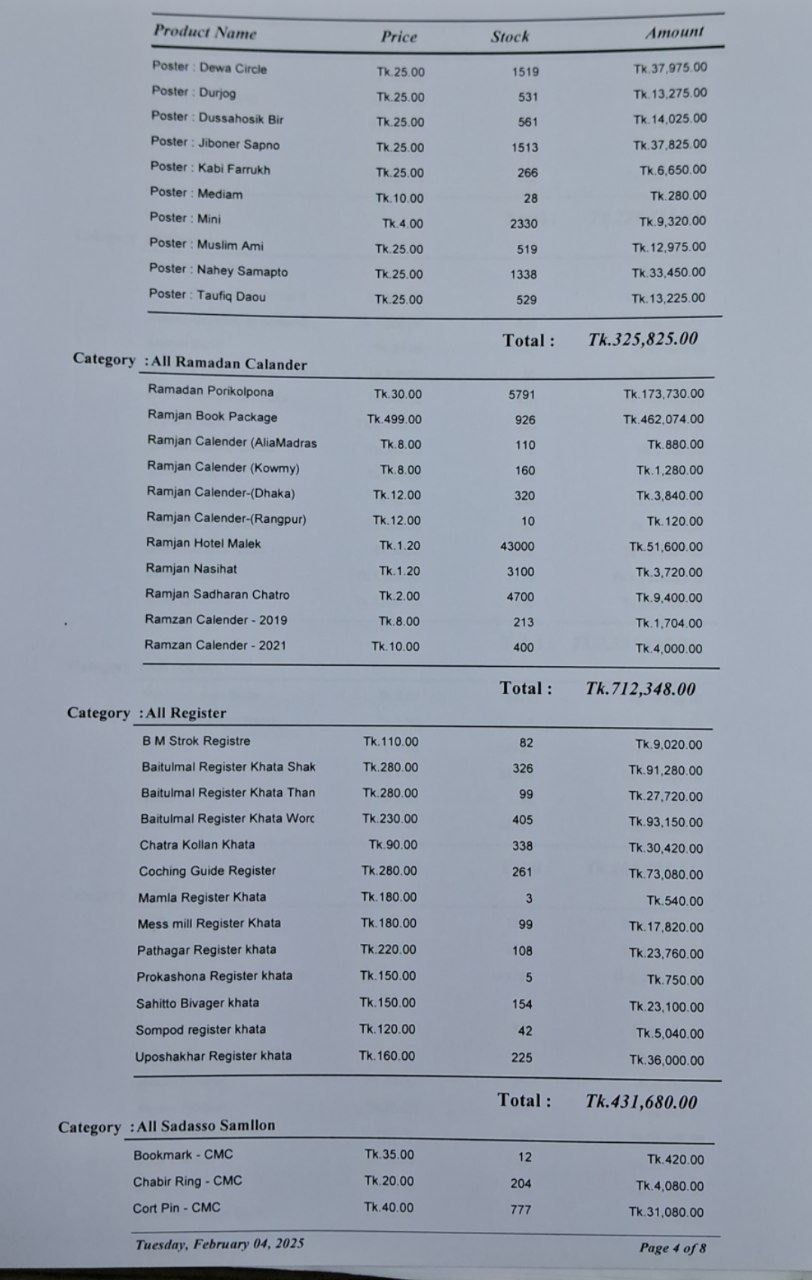 Product Name Price Stock Amount
Poster : Dewa Circle Tk.25.00 1519 Tk.37,975.00
Poster : Durjog Tk.25.00 531 Tk.13,275.00
Poster : Dussahosik Bir Tk.25.00 561 Tk.14,025.00
Poster : Jiboner Sapno Tk.25.00 1513 Tk.37,825.00
Poster : Kabi Farrukh Tk.25.00 266 Tk.6,650.00
Poster : Mediam Tk.10.00 28 Tk.280.00
Poster : Mini Tk.4.00 2330 Tk.9,320.00
Poster : Muslim Ami Tk.25.00 519 Tk.12,975.00
Poster : Nahey Samapto Tk.25.00 1338 Tk.33,450.00
Poster : Taufiq Daou Tk.25.00 529 Tk.13,225.00
Total : Tk.325,825.00
Category : All Ramadan Calander
Ramadan Porikolpona Tk.30.00 5791 Tk.173,730.00
Ramjan Book Package Tk.499.00 926 Tk.462,074.00
Ramjan Calender (AliaMadras Tk.8.00 110 Tk.880.00
Ramjan Calender (Kowmy) Tk.8.00 160 Tk.1,280.00
Ramjan Calender-(Dhaka) Tk.12.00 320 Tk.3,840.00
Ramjan Calender-(Rangpur) Tk.12.00 10 Tk.120.00
Ramjan Hotel Malek Tk.1.20 43000 Tk.51,600.00
Ramjan Nasihat Tk.1.20 3100 Tk.3,720.00
Ramjan Sadharan Chatro Tk.2.00 4700 Tk.9,400.00
Ramzan Calender - 2019 Tk.8.00 213 Tk.1,704.00
Ramzan Calender - 2021 Tk.10.00 400 Tk.4,000.00
Total : Tk.712,348.00
Category : All Register
B M Strok Registre Tk.110.00 82 Tk.9,020.00
Baitulmal Register Khata Shak Tk.280.00 326 Tk.91,280.00
Baitulmal Register Khata Than Tk.280.00 99 Tk.27,720.00
Baitulmal Register Khata Worc Tk.230.00 405 Tk.93,150.00
Chatra Kollan Khata Tk.90.00 338 Tk.30,420.00
Coching Guide Register Tk.280.00 261 Tk.73,080.00
Mamla Register Khata Tk.180.00 3 Tk.540.00
Mess mill Register Khata Tk.180.00 99 Tk.17,820.00
Pathagar Register khata Tk.220.00 108 Tk.23,760.00
Prokashona Register khata Tk.150.00 5 Tk.750.00
Sahitto Bivager khata Tk.150.00 154 Tk.23,100.00
Sompod register khata Tk.120.00 42 Tk.5,040.00
Uposhakhar Register khata Tk.160.00 225 Tk.36,000.00
Total : Tk.431,680.00
Category : All Sadasso Samllon
Bookmark - CMC Tk.35.00 12 Tk.420.00
Chabir Ring - CMC Tk.20.00 204 Tk.4,080.00
Cort Pin - CMC Tk.40.00 777 Tk.31,080.00
Tuesday, February 04, 2025 Page 4 of 8